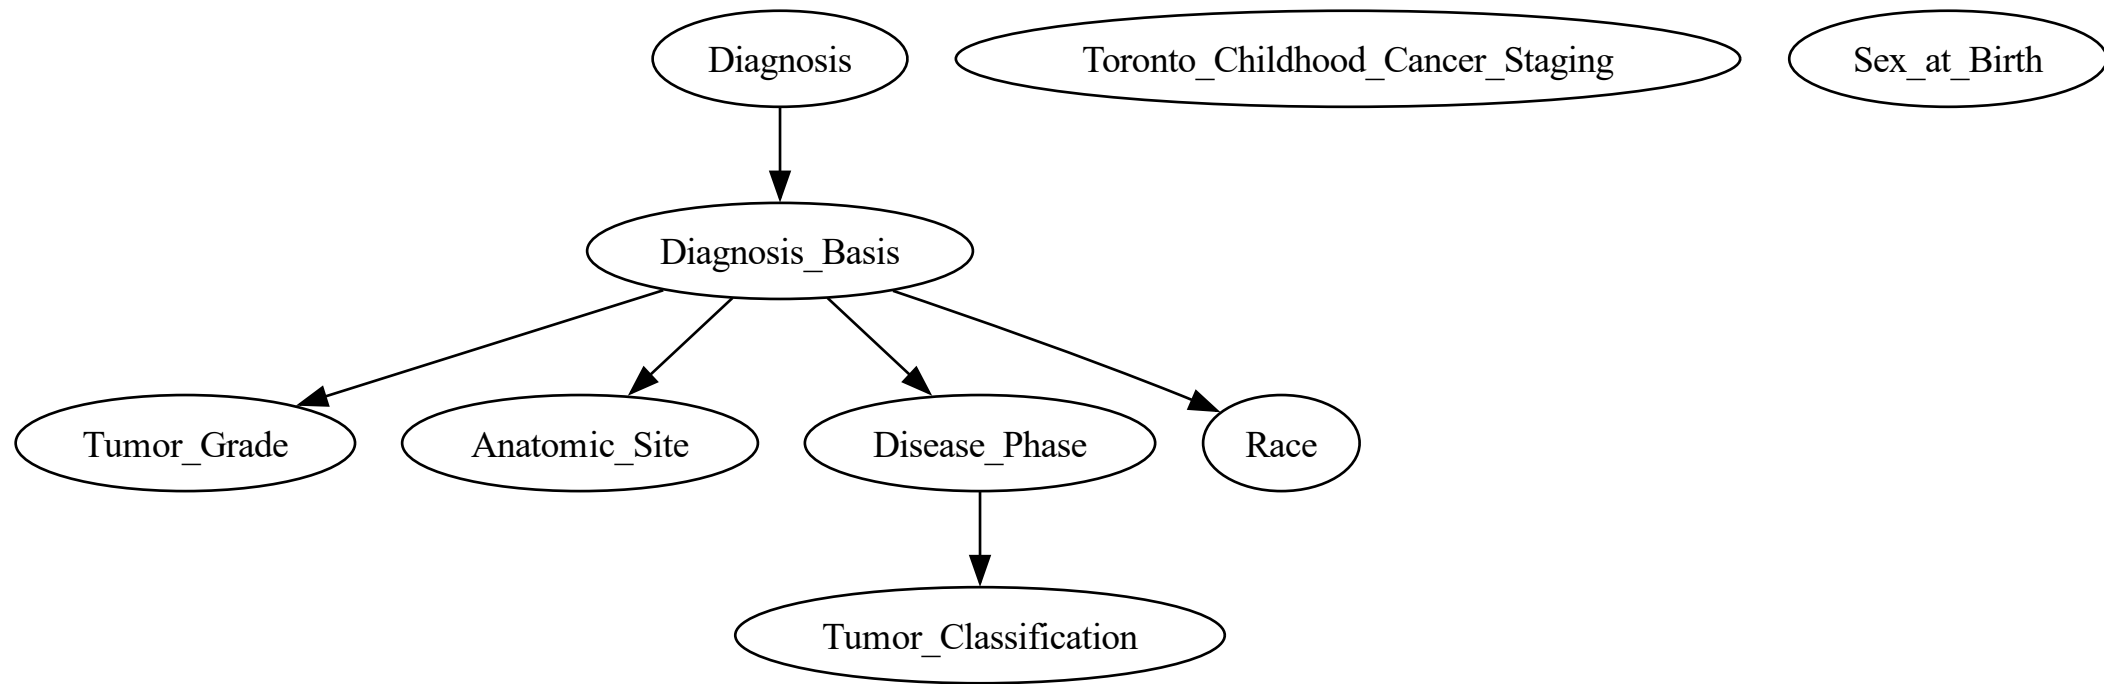 Diagnosis
Toronto_Childhood_Cancer_Staging
Sex_at_Birth
Diagnosis_Basis
Tumor_Grade
Anatomic_Site
Disease_Phase
Race
Tumor_Classification